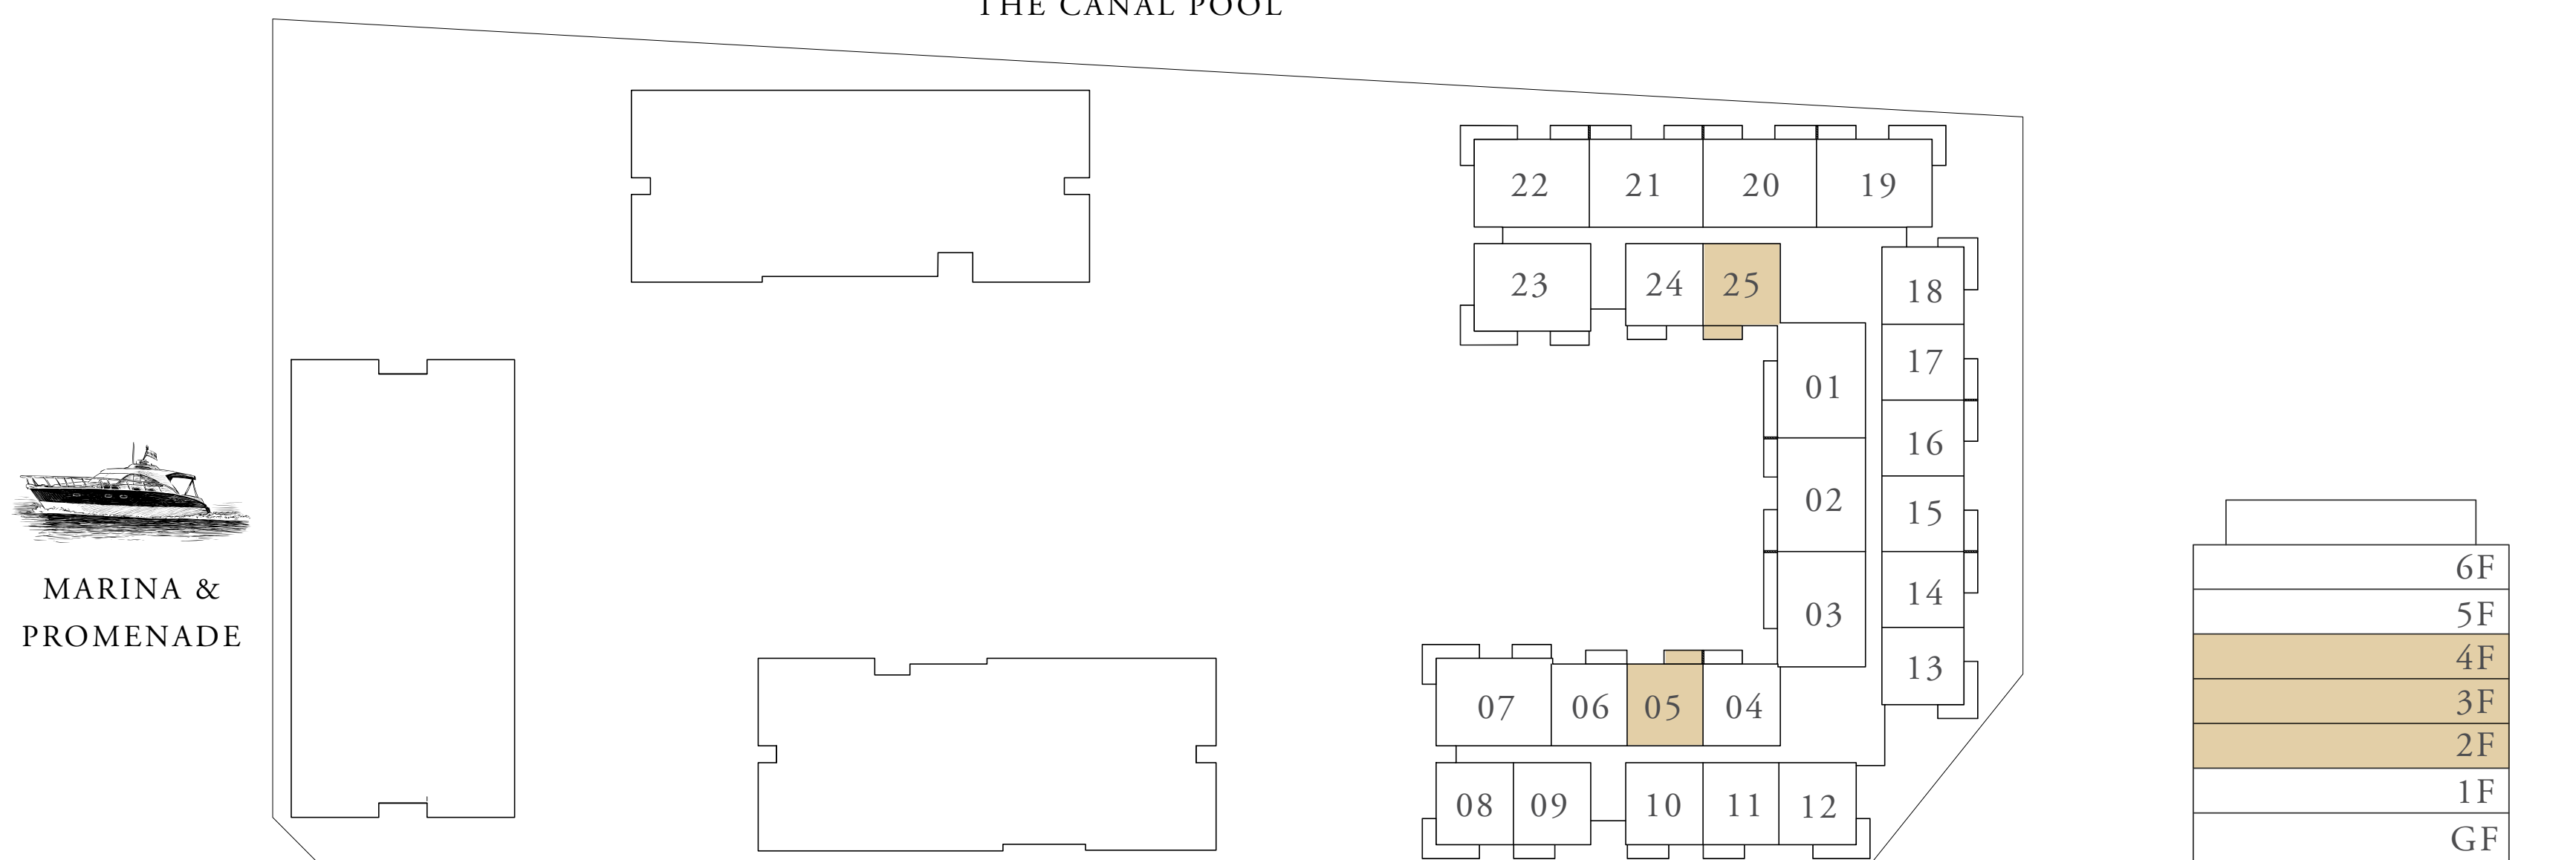 THE CANAL POOL
22 21 20 19
23 24 25 18
17
01
16
02 15
14
03
13
07 06 05 04
08 09 10 11 12
MARINA &
PROMENADE
6F
5F
4F
3F
2F
1F
GF